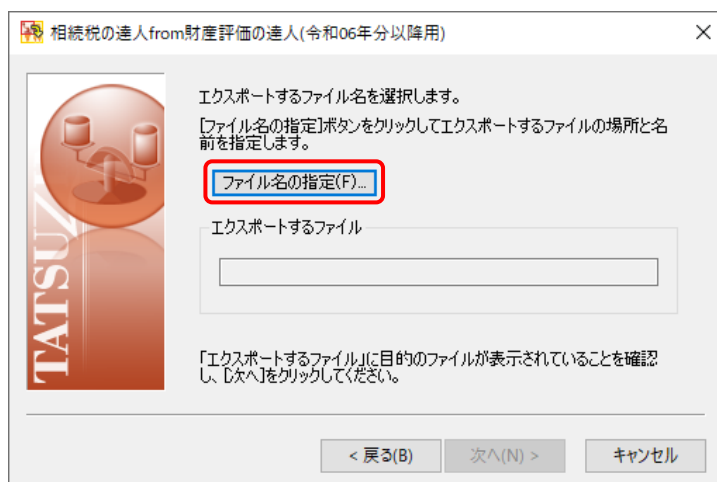 相続税の達人from財産評価の達人(令和06年分以降用)
エクスポートするファイル名を選択します。
[ファイル名の指定]ボタンをクリックしてエクスポートするファイルの場所と名
前を指定します。
ファイル名の指定(F)...
エクスポートするファイル
「エクスポートするファイル」に目的のファイルが表示されていることを確認
し、[次へ]をクリックしてください。
TATSUZ
< 戻る(B)
次へ(N) >
キャンセル